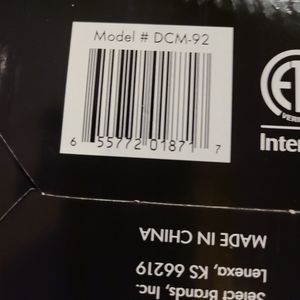 Model # DCM-92
6 55772 01871 7
Inter
MADE IN CHINA
Lenexa, KS 66219
Select Brands, Inc.